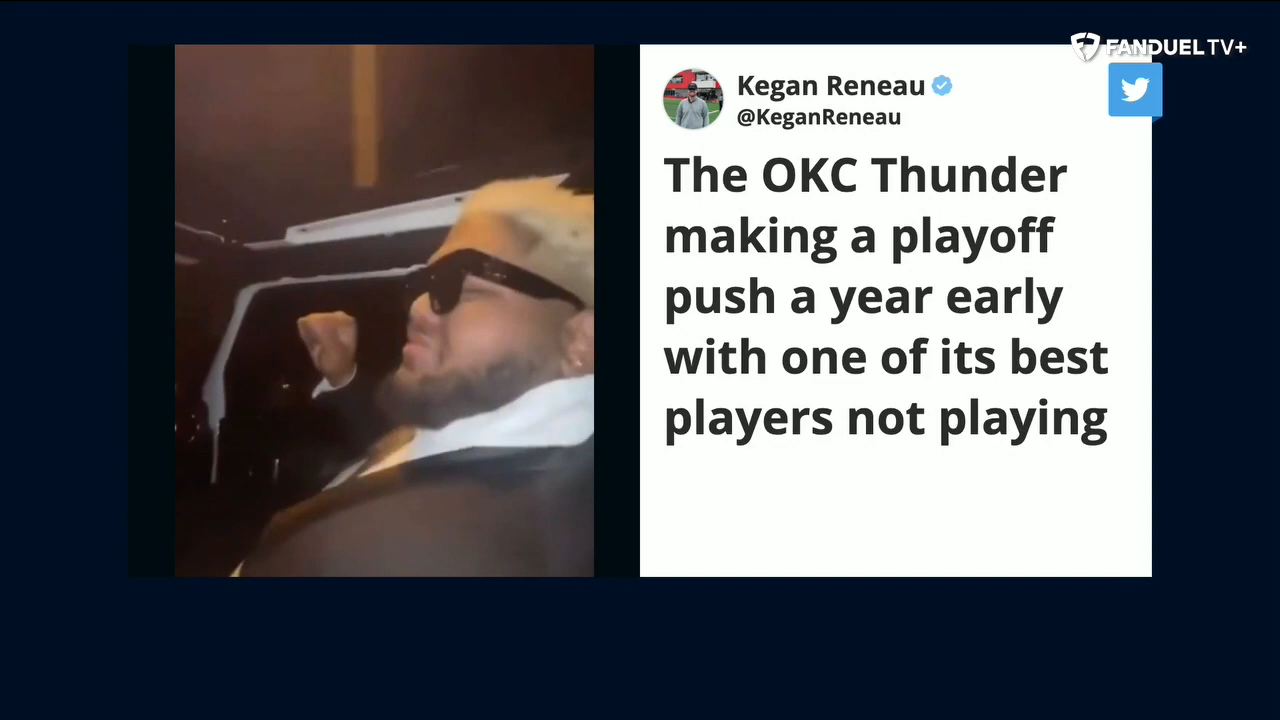 FANDUEL TV+
Kegan Reneau
@KeganReneau
The OKC Thunder
making a playoff
push a year early
with one of its best
players not playing